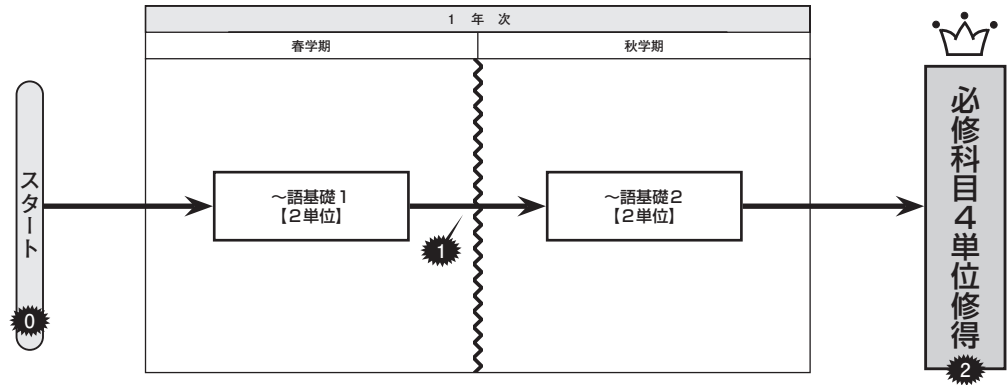 1 年 次
春学期
秋学期
スタート
0
～語基礎1
【2単位】
1
～語基礎2
【2単位】
必修科目4単位修得
2